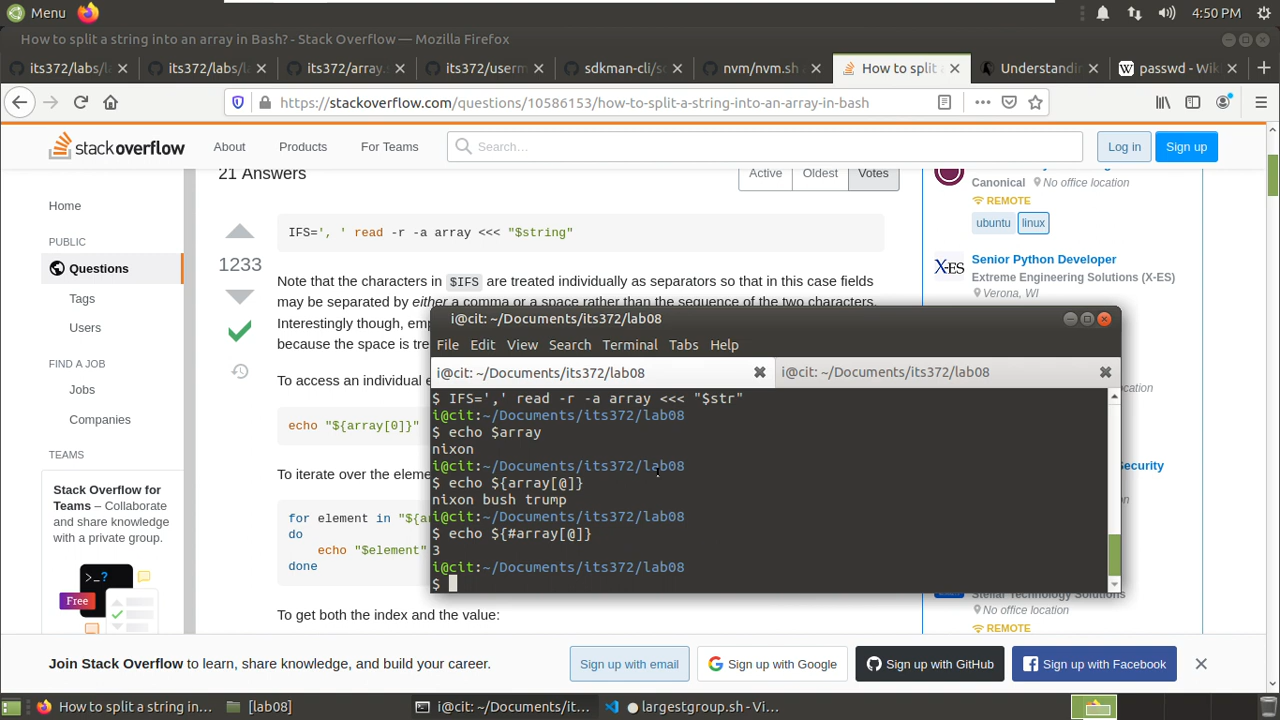 Menu
4:50 PM
How to split a string into an array in Bash? - Stack Overflow — Mozilla Firefox
its372/labs/l
its372/labs/l
its372/array.
its372/userm
sdkman-cli/s
nvm/nvm.sh
How to split a
Understandin
passwd - Wik
https://stackoverflow.com/questions/10586153/how-to-split-a-string-into-an-array-in-bash
stackoverflow
About
Products
For Teams
Search...
Log in
Sign up
21 Answers
Active
Oldest
Votes
Home
PUBLIC
Questions
Tags
Users
FIND A JOB
Jobs
Companies
TEAMS
Stack Overflow for
Teams – Collaborate
and share knowledge
with a private group.
>_?
Free
1233
IFS=', ' read -r -a array <<< "$string"
Note that the characters in $IFS are treated individually as separators so that in this case fields
may be separated by either a comma or a space rather than the sequence of the two characters.
Interestingly though, emp
because the space is tre
To access an individual e
echo "${array[0]}"
To iterate over the eleme
for element in "${a
do
echo "$element"
done
To get both the index and the value:
Canonical
No office location
REMOTE
ubuntu
linux
X-ES
Senior Python Developer
Extreme Engineering Solutions (X-ES)
Verona, WI
location
Security
Stellar Technology Solutions
No office location
REMOTE
i@cit: ~/Documents/its372/lab08
File Edit View Search Terminal Tabs Help
i@cit: ~/Documents/its372/lab08
i@cit: ~/Documents/its372/lab08
$ IFS=',' read -r -a array <<< "$str"
i@cit:~/Documents/its372/lab08
$ echo $array
nixon
i@cit:~/Documents/its372/lab08
$ echo ${array[@]}
nixon bush trump
i@cit:~/Documents/its372/lab08
$ echo ${#array[@]}
3
i@cit:~/Documents/its372/lab08
$
Join Stack Overflow to learn, share knowledge, and build your career.
Sign up with email
Sign up with Google
Sign up with GitHub
Sign up with Facebook
How to split a string in...
[lab08]
i@cit: ~/Documents/it...
largestgroup.sh - Vi...